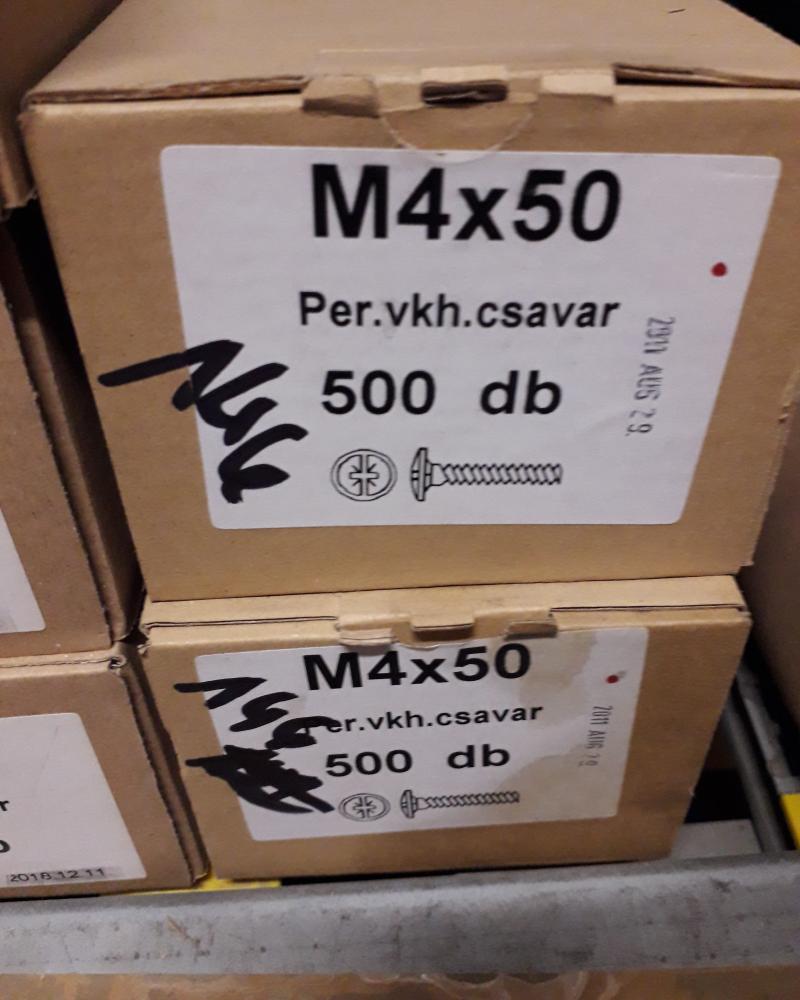 M4x50
Per.vkh.csavar
500 db
2011 AUG 29.
M4x50
er.vkh.csavar
500 db
2011 AUG 29
r
2018.12.11